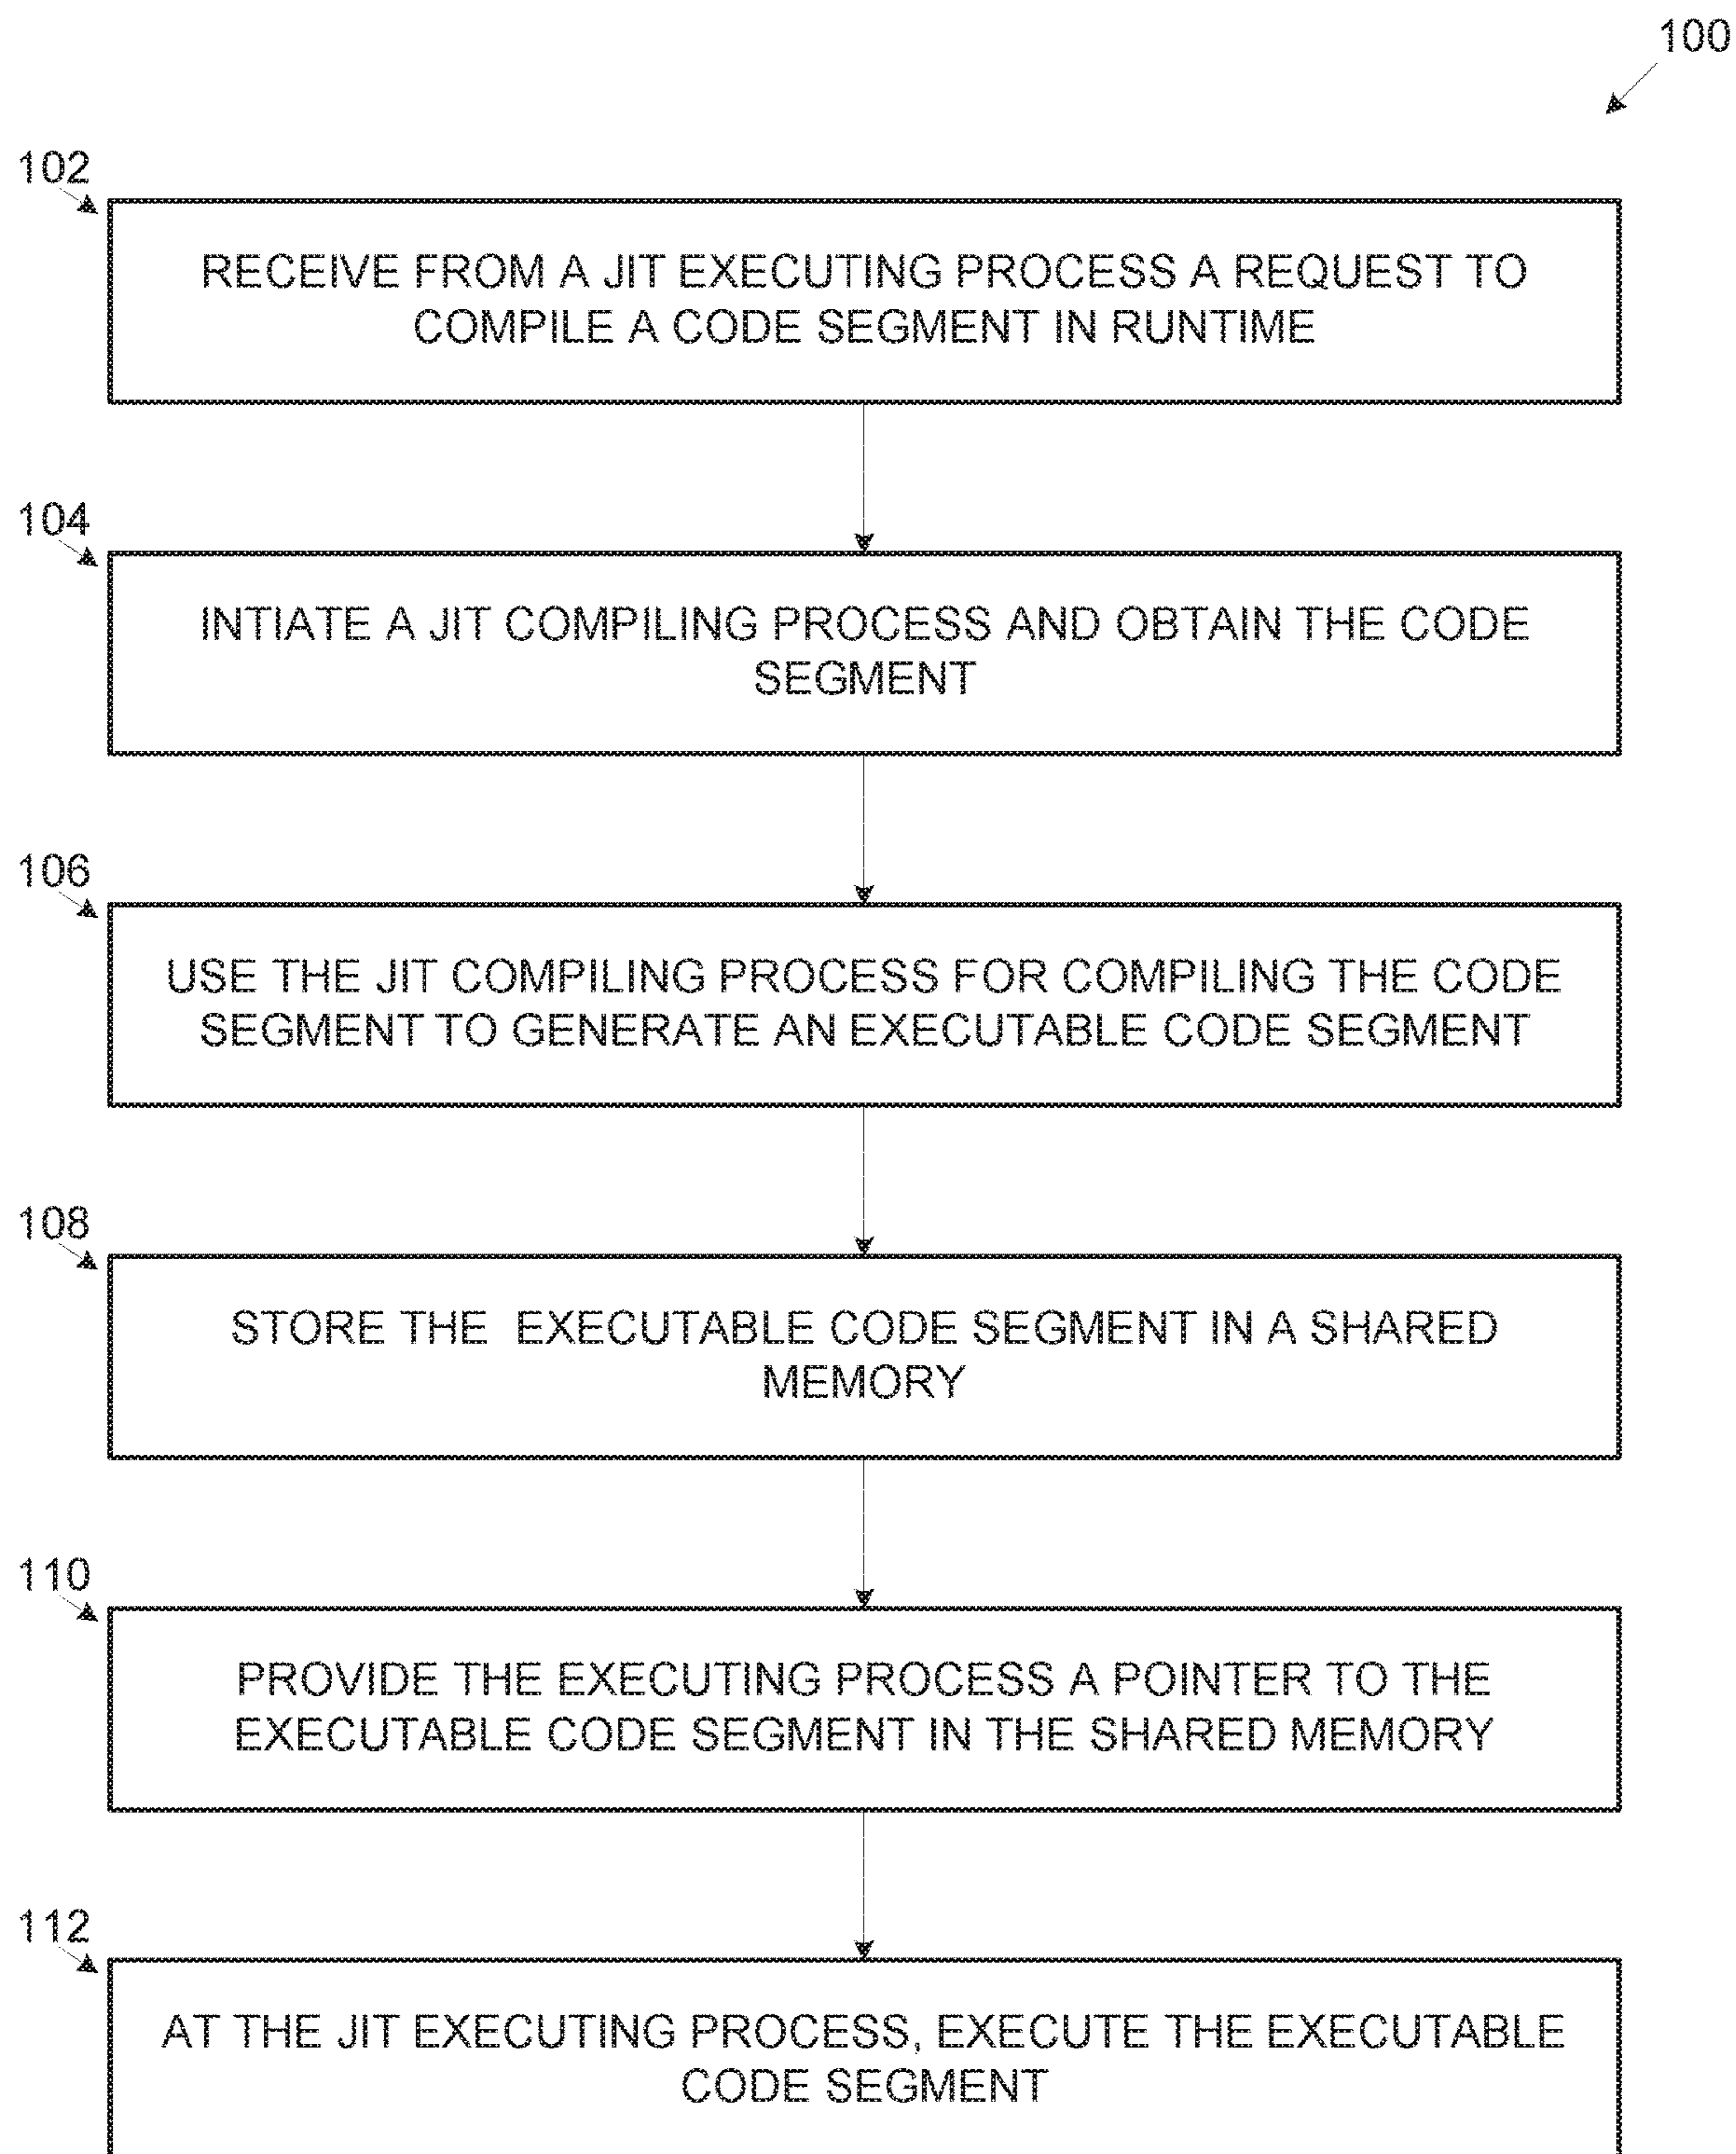 100
102
RECEIVE FROM A JIT EXECUTING PROCESS A REQUEST TO
COMPILE A CODE SEGMENT IN RUNTIME
104
INTIATE A JIT COMPILING PROCESS AND OBTAIN THE CODE
SEGMENT
106
USE THE JIT COMPILING PROCESS FOR COMPILING THE CODE
SEGMENT TO GENERATE AN EXECUTABLE CODE SEGMENT
108
STORE THE EXECUTABLE CODE SEGMENT IN A SHARED
MEMORY
110
PROVIDE THE EXECUTING PROCESS A POINTER TO THE
EXECUTABLE CODE SEGMENT IN THE SHARED MEMORY
112
AT THE JIT EXECUTING PROCESS, EXECUTE THE EXECUTABLE
CODE SEGMENT